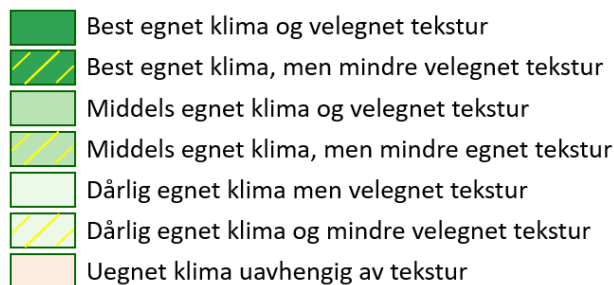 Best egnet klima og velegnet tekstur
Best egnet klima, men mindre velegnet tekstur
Middels egnet klima og velegnet tekstur
Middels egnet klima, men mindre egnet tekstur
Dårlig egnet klima men velegnet tekstur
Dårlig egnet klima og mindre velegnet tekstur
Uegnet klima uavhengig av tekstur